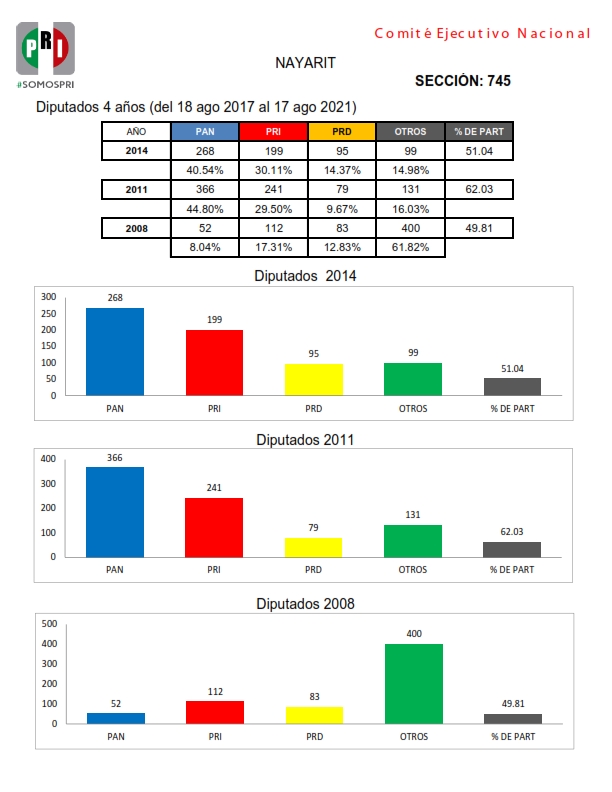 Comité Ejecutivo Nacional
PRI
#SOMOSPRI
NAYARIT
SECCIÓN: 745
Diputados 4 años (del 18 ago 2017 al 17 ago 2021)
AÑO PAN PRI PRD OTROS % DE PART
2014 268 199 95 99 51.04
40.54% 30.11% 14.37% 14.98%
2011 366 241 79 131 62.03
44.80% 29.50% 9.67% 16.03%
2008 52 112 83 400 49.81
8.04% 17.31% 12.83% 61.82%
Diputados 2014
300
250
200
150
100
50
0
268 199 95 99 51.04
PAN PRI PRD OTROS % DE PART
Diputados 2011
400
300
200
100
0
366 241 79 131 62.03
PAN PRI PRD OTROS % DE PART
Diputados 2008
500
400
300
200
100
0
52 112 83 400 49.81
PAN PRI PRD OTROS % DE PART